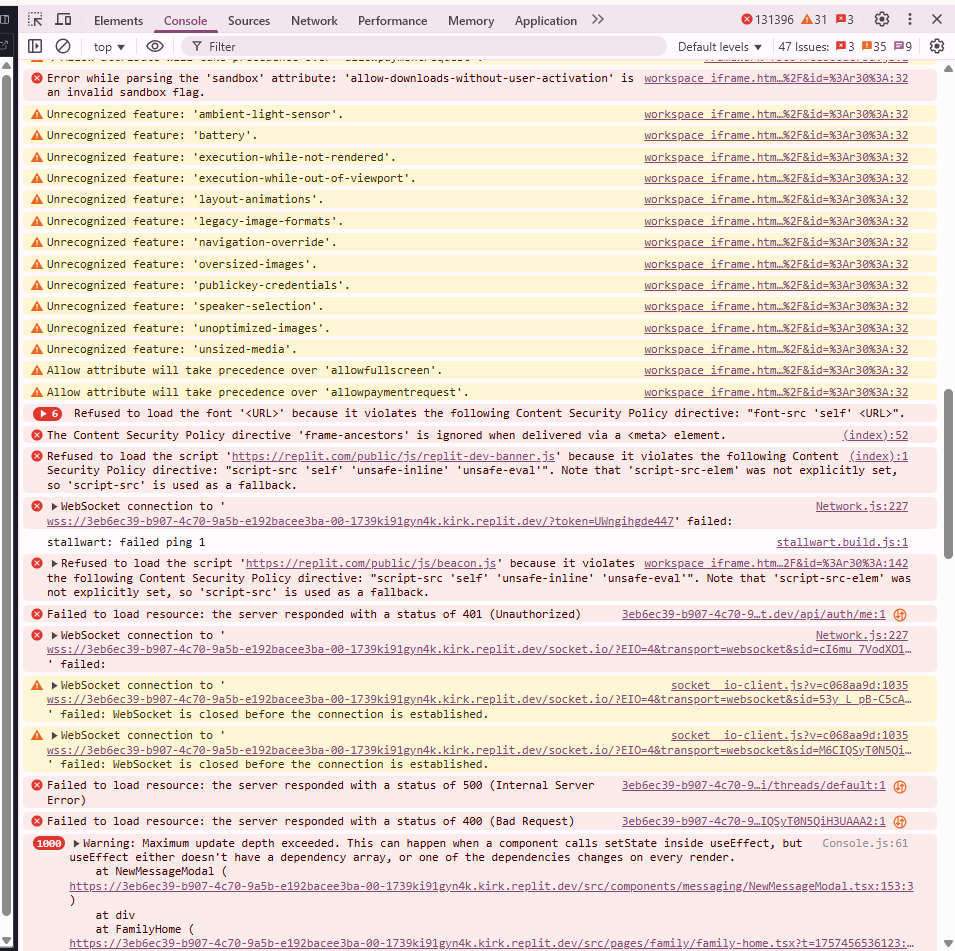 Elements Console Sources Network Performance Memory Application 131396 31 3
top Filter Default levels 47 Issues: 3 35 9
Error while parsing the 'sandbox' attribute: 'allow-downloads-without-user-activation' is workspace_iframe.htm…%2F&id=%3Ar30%3A:32
an invalid sandbox flag.
Unrecognized feature: 'ambient-light-sensor'. workspace_iframe.htm…%2F&id=%3Ar30%3A:32
Unrecognized feature: 'battery'. workspace_iframe.htm…%2F&id=%3Ar30%3A:32
Unrecognized feature: 'execution-while-not-rendered'. workspace_iframe.htm…%2F&id=%3Ar30%3A:32
Unrecognized feature: 'execution-while-out-of-viewport'. workspace_iframe.htm…%2F&id=%3Ar30%3A:32
Unrecognized feature: 'layout-animations'. workspace_iframe.htm…%2F&id=%3Ar30%3A:32
Unrecognized feature: 'legacy-image-formats'. workspace_iframe.htm…%2F&id=%3Ar30%3A:32
Unrecognized feature: 'navigation-override'. workspace_iframe.htm…%2F&id=%3Ar30%3A:32
Unrecognized feature: 'oversized-images'. workspace_iframe.htm…%2F&id=%3Ar30%3A:32
Unrecognized feature: 'publickey-credentials'. workspace_iframe.htm…%2F&id=%3Ar30%3A:32
Unrecognized feature: 'speaker-selection'. workspace_iframe.htm…%2F&id=%3Ar30%3A:32
Unrecognized feature: 'unoptimized-images'. workspace_iframe.htm…%2F&id=%3Ar30%3A:32
Unrecognized feature: 'unsized-media'. workspace_iframe.htm…%2F&id=%3Ar30%3A:32
Allow attribute will take precedence over 'allowfullscreen'. workspace_iframe.htm…%2F&id=%3Ar30%3A:32
Allow attribute will take precedence over 'allowpaymentrequest'. workspace_iframe.htm…%2F&id=%3Ar30%3A:32
6 Refused to load the font '<URL>' because it violates the following Content Security Policy directive: "font-src 'self' <URL>".
The Content Security Policy directive 'frame-ancestors' is ignored when delivered via a <meta> element. (index):52
Refused to load the script 'https://replit.com/public/js/replit-dev-banner.js' because it violates the following Content (index):1
Security Policy directive: "script-src 'self' 'unsafe-inline' 'unsafe-eval'". Note that 'script-src-elem' was not explicitly set,
so 'script-src' is used as a fallback.
WebSocket connection to ' Network.js:227
wss://3eb6ec39-b907-4c70-9a5b-e192bacee3ba-00-1739ki91gyn4k.kirk.replit.dev/?token=UWngihgde447' failed:
stallwart: failed ping 1 stallwart.build.js:1
Refused to load the script 'https://replit.com/public/js/beacon.js' because it violates workspace_iframe.htm…2F&id=%3Ar30%3A:142
the following Content Security Policy directive: "script-src 'self' 'unsafe-inline' 'unsafe-eval'". Note that 'script-src-elem' was
not explicitly set, so 'script-src' is used as a fallback.
Failed to load resource: the server responded with a status of 401 (Unauthorized) 3eb6ec39-b907-4c70-9…t.dev/api/auth/me:1
WebSocket connection to ' Network.js:227
wss://3eb6ec39-b907-4c70-9a5b-e192bacee3ba-00-1739ki91gyn4k.kirk.replit.dev/socket.io/?EIO=4&transport=websocket&sid=cI6mu_7VodXO1…
' failed:
WebSocket connection to ' socket__io-client.js?v=c068aa9d:1035
wss://3eb6ec39-b907-4c70-9a5b-e192bacee3ba-00-1739ki91gyn4k.kirk.replit.dev/socket.io/?EIO=4&transport=websocket&sid=53y_L_pB-C5cA…
' failed: WebSocket is closed before the connection is established.
WebSocket connection to ' socket__io-client.js?v=c068aa9d:1035
wss://3eb6ec39-b907-4c70-9a5b-e192bacee3ba-00-1739ki91gyn4k.kirk.replit.dev/socket.io/?EIO=4&transport=websocket&sid=M6CIQSyT0N5Qi…
' failed: WebSocket is closed before the connection is established.
Failed to load resource: the server responded with a status of 500 (Internal Server 3eb6ec39-b907-4c70-9…i/threads/default:1
Error)
Failed to load resource: the server responded with a status of 400 (Bad Request) 3eb6ec39-b907-4c70-9…IQSyT0N5QiH3UAAA2:1
1000 Warning: Maximum update depth exceeded. This can happen when a component calls setState inside useEffect, but Console.js:61
useEffect either doesn't have a dependency array, or one of the dependencies changes on every render.
at NewMessageModal (
https://3eb6ec39-b907-4c70-9a5b-e192bacee3ba-00-1739ki91gyn4k.kirk.replit.dev/src/components/messaging/NewMessageModal.tsx:153:3
)
at div
at FamilyHome (
https://3eb6ec39-b907-4c70-9a5b-e192bacee3ba-00-1739ki91gyn4k.kirk.replit.dev/src/pages/family/family-home.tsx?t=1757456536123:…